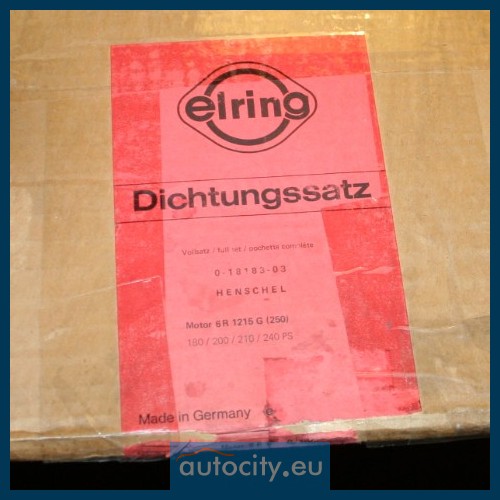 elring
Dichtungssatz
Vollsatz / full set / pochette complète
0-18183-03
HENSCHEL
Motor 6 R 1215 G (250)
180 / 200 / 210 / 240 PS
Made in Germany
autocity.eu